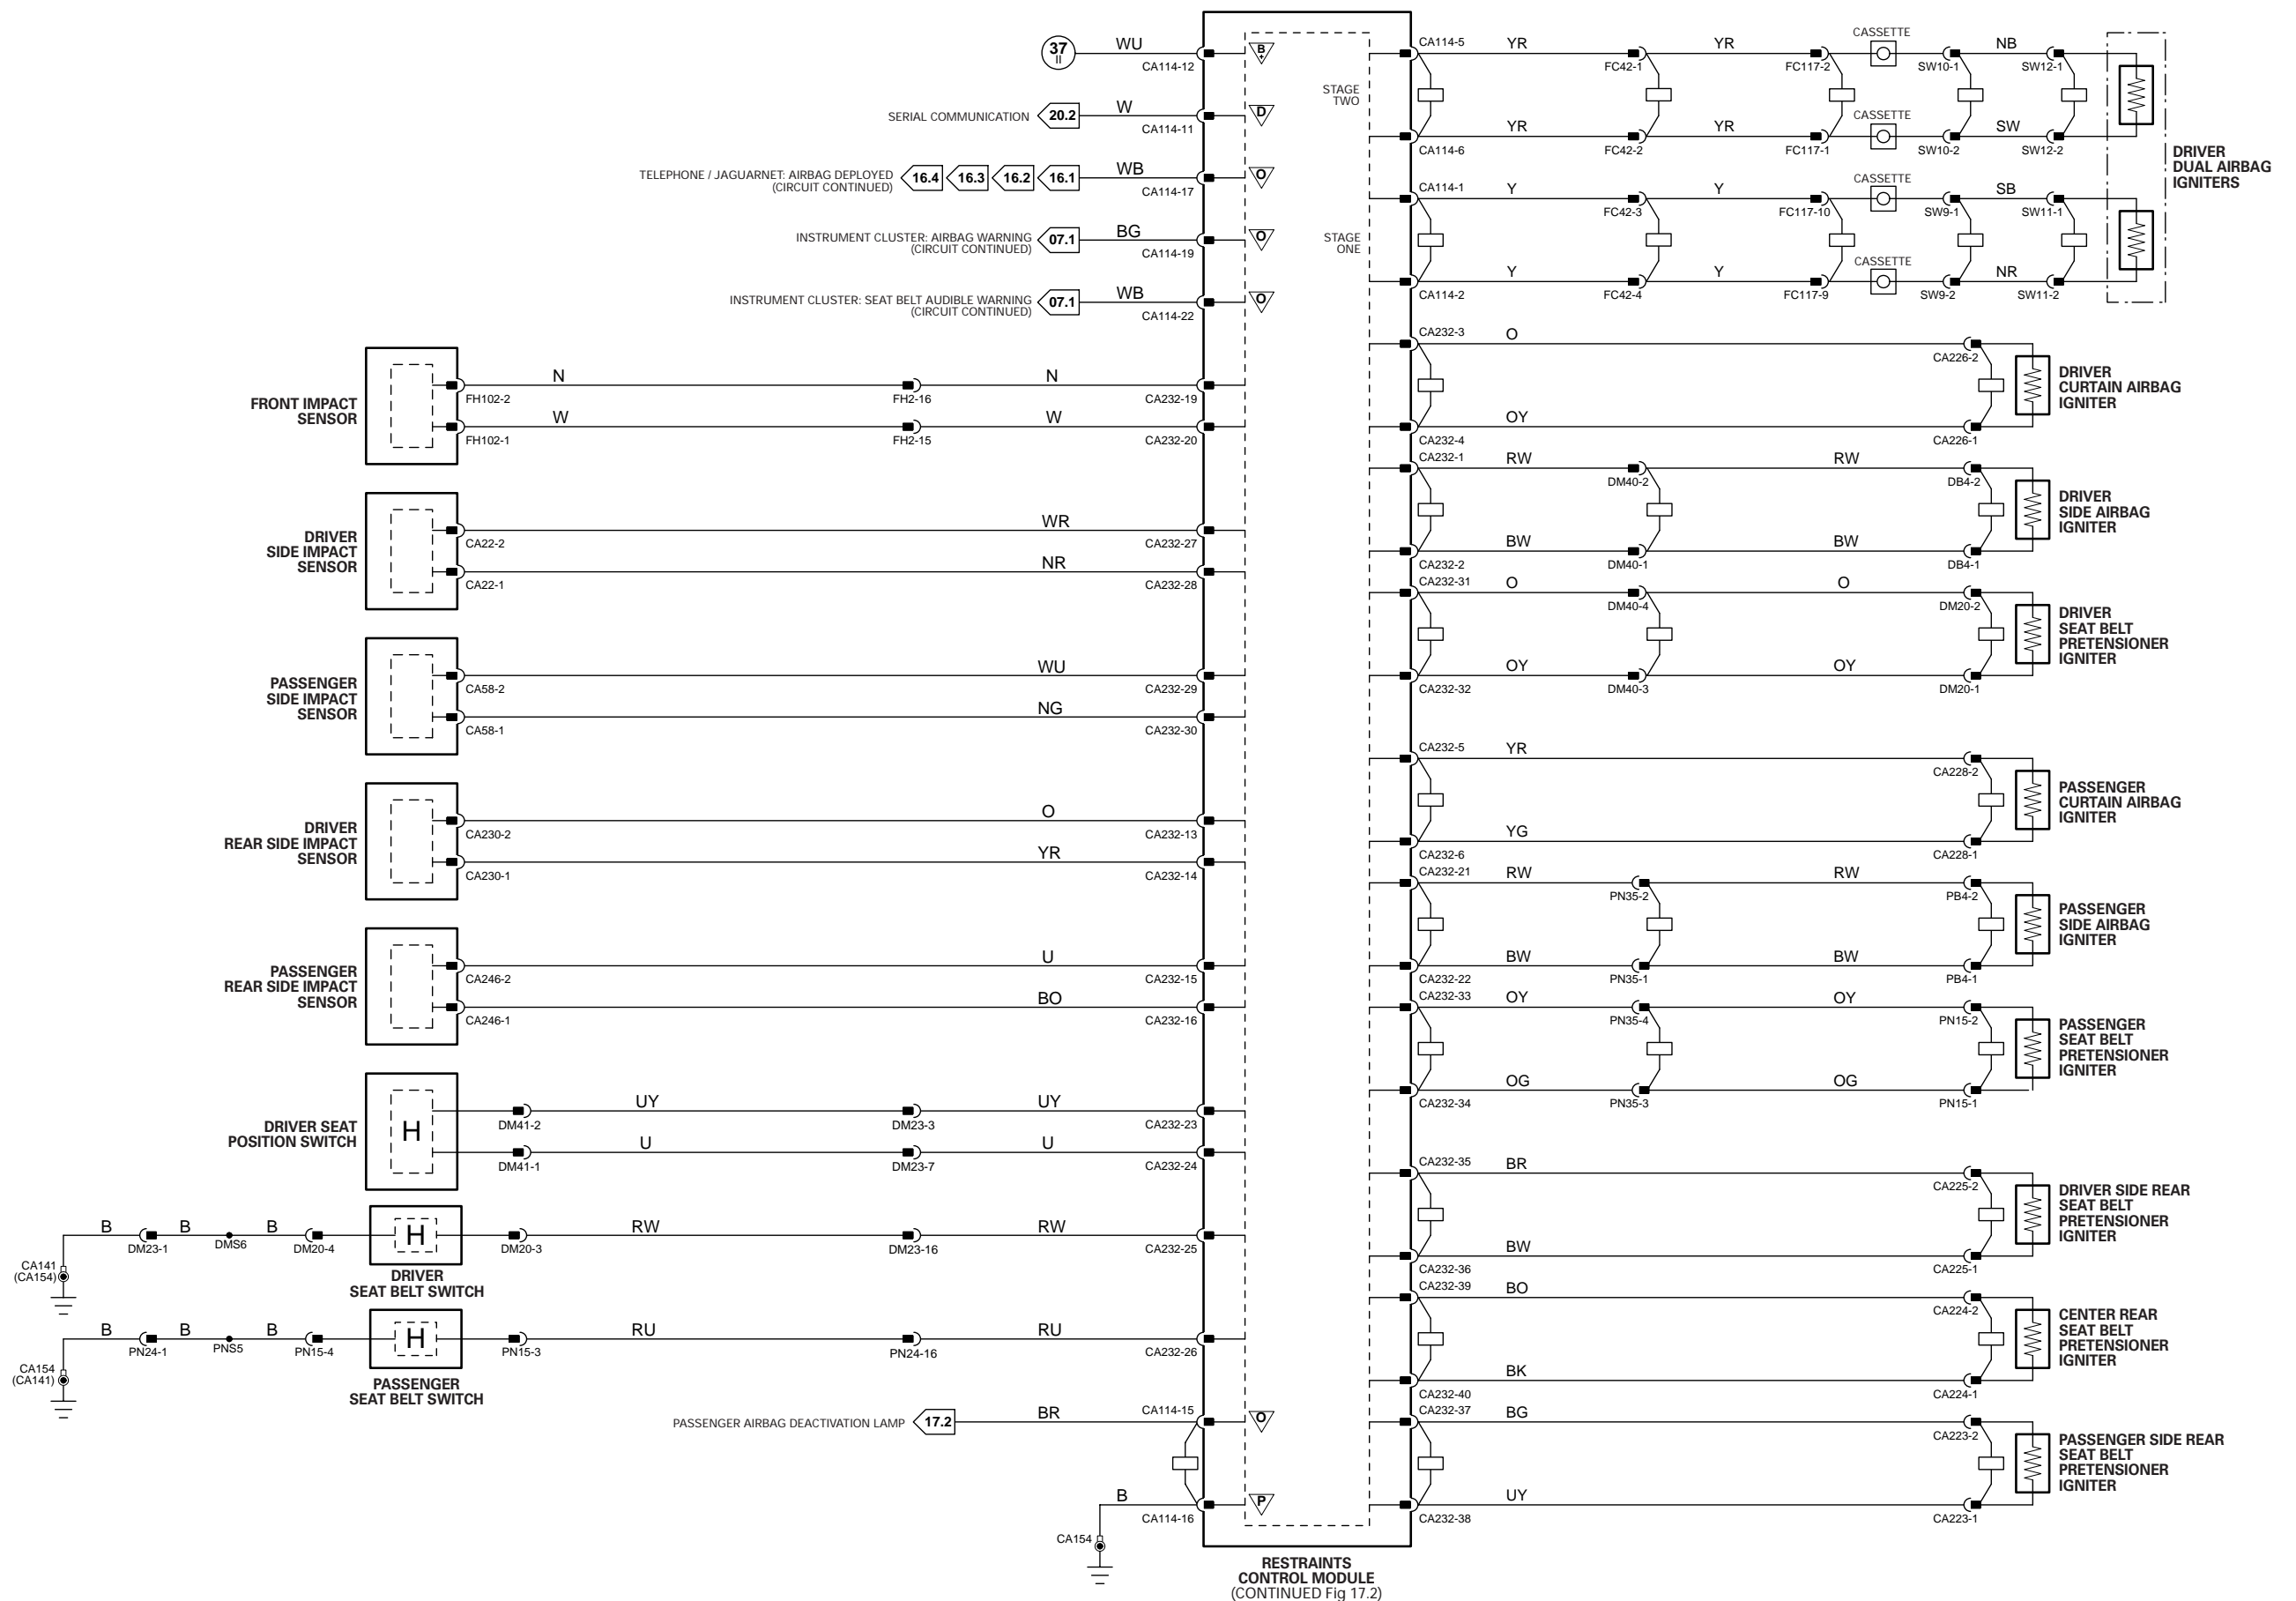 37
II
WU
CA114-12
B
+
SERIAL COMMUNICATION
20.2
W
CA114-11
D
TELEPHONE / JAGUARNET: AIRBAG DEPLOYED
(CIRCUIT CONTINUED)
16.4
16.3
16.2
16.1
WB
CA114-17
O
INSTRUMENT CLUSTER: AIRBAG WARNING
(CIRCUIT CONTINUED)
07.1
BG
CA114-19
O
INSTRUMENT CLUSTER: SEAT BELT AUDIBLE WARNING
(CIRCUIT CONTINUED)
07.1
WB
CA114-22
O
FRONT IMPACT
SENSOR
N
FH102-2
FH2-16
N
CA232-19
W
FH102-1
FH2-15
W
CA232-20
DRIVER
SIDE IMPACT
SENSOR
CA22-2
WR
CA232-27
CA22-1
NR
CA232-28
PASSENGER
SIDE IMPACT
SENSOR
CA58-2
WU
CA232-29
CA58-1
NG
CA232-30
DRIVER
REAR SIDE IMPACT
SENSOR
CA230-2
O
CA232-13
CA230-1
YR
CA232-14
PASSENGER
REAR SIDE IMPACT
SENSOR
CA246-2
U
CA232-15
CA246-1
BO
CA232-16
DRIVER SEAT
POSITION SWITCH
H
DM41-2
UY
DM23-3
UY
CA232-23
DM41-1
U
DM23-7
U
CA232-24
CA141
(CA154)
B
DM23-1
B
DMS6
B
DM20-4
H
DRIVER
SEAT BELT SWITCH
DM20-3
RW
DM23-16
RW
CA232-25
CA154
(CA141)
B
PN24-1
B
PNS5
B
PN15-4
H
PASSENGER
SEAT BELT SWITCH
PN15-3
RU
PN24-16
RU
CA232-26
PASSENGER AIRBAG DEACTIVATION LAMP
17.2
BR
CA114-15
O
CA154
B
CA114-16
P
RESTRAINTS
CONTROL MODULE
(CONTINUED Fig 17.2)
STAGE
TWO
CA114-5
YR
FC42-1
YR
FC117-2
CASSETTE
SW10-1
NB
SW12-1
CA114-6
YR
FC42-2
YR
FC117-1
CASSETTE
SW10-2
SW
SW12-2
DRIVER
DUAL AIRBAG
IGNITERS
STAGE
ONE
CA114-1
Y
FC42-3
Y
FC117-10
CASSETTE
SW9-1
SB
SW11-1
CA114-2
Y
FC42-4
Y
FC117-9
CASSETTE
SW9-2
NR
SW11-2
CA232-3
O
CA226-2
CA232-4
OY
CA226-1
DRIVER
CURTAIN AIRBAG
IGNITER
CA232-1
RW
DM40-2
RW
DB4-2
CA232-2
BW
DM40-1
BW
DB4-1
DRIVER
SIDE AIRBAG
IGNITER
CA232-31
O
DM40-4
O
DM20-2
CA232-32
OY
DM40-3
OY
DM20-1
DRIVER
SEAT BELT
PRETENSIONER
IGNITER
CA232-5
YR
CA228-2
CA232-6
YG
CA228-1
PASSENGER
CURTAIN AIRBAG
IGNITER
CA232-21
RW
PN35-2
RW
PB4-2
CA232-22
BW
PN35-1
BW
PB4-1
PASSENGER
SIDE AIRBAG
IGNITER
CA232-33
OY
PN35-4
OY
PN15-2
CA232-34
OG
PN35-3
OG
PN15-1
PASSENGER
SEAT BELT
PRETENSIONER
IGNITER
CA232-35
BR
CA225-2
CA232-36
BW
CA225-1
DRIVER SIDE REAR
SEAT BELT
PRETENSIONER
IGNITER
CA232-39
BO
CA224-2
CA232-40
BK
CA224-1
CENTER REAR
SEAT BELT
PRETENSIONER
IGNITER
CA232-37
BG
CA223-2
CA232-38
UY
CA223-1
PASSENGER SIDE REAR
SEAT BELT
PRETENSIONER
IGNITER